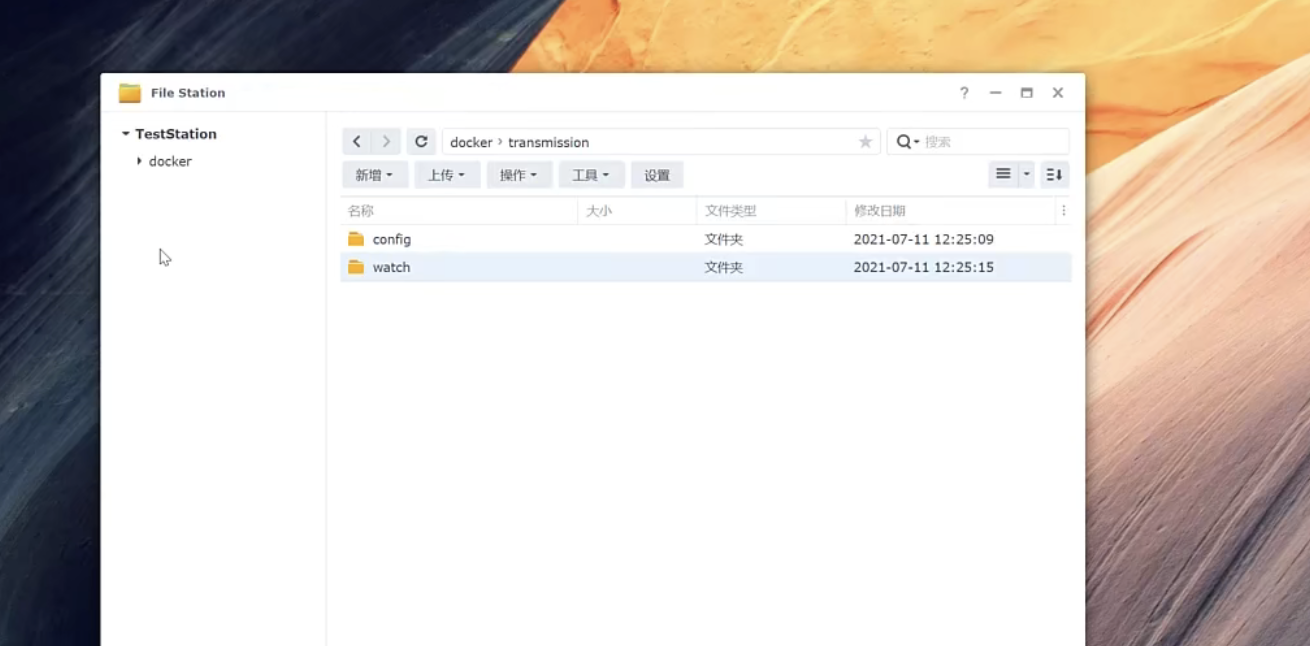 File Station
TestStation
docker
docker › transmission
搜索
新增 上传 操作 工具 设置
名称 大小 文件类型 修改日期
config 文件夹 2021-07-11 12:25:09
watch 文件夹 2021-07-11 12:25:15